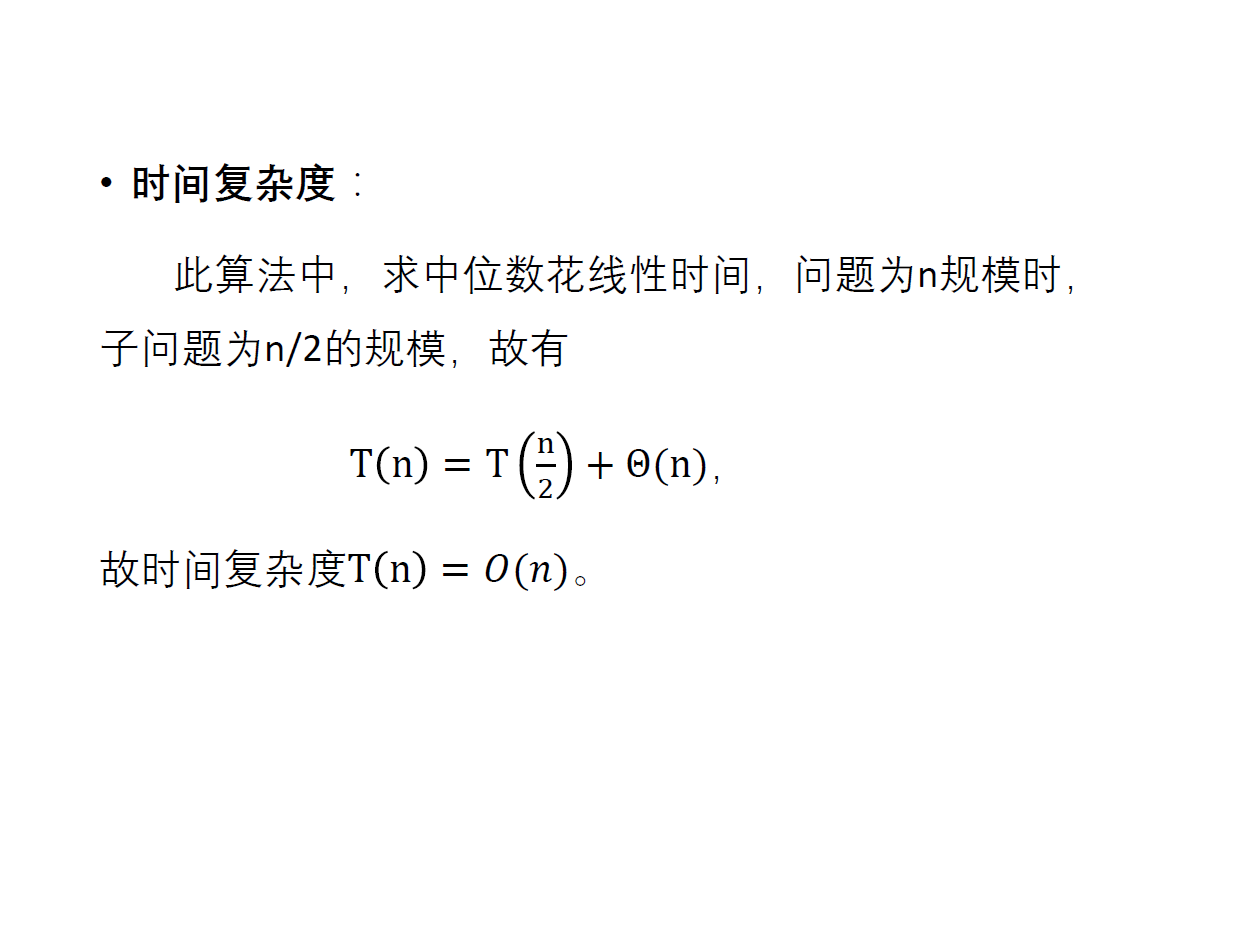 • 时间复杂度：
此算法中，求中位数花线性时间，问题为n规模时，
子问题为n/2的规模，故有
T(n) = T(n/2) + Θ(n)，
故时间复杂度T(n) = O(n)。